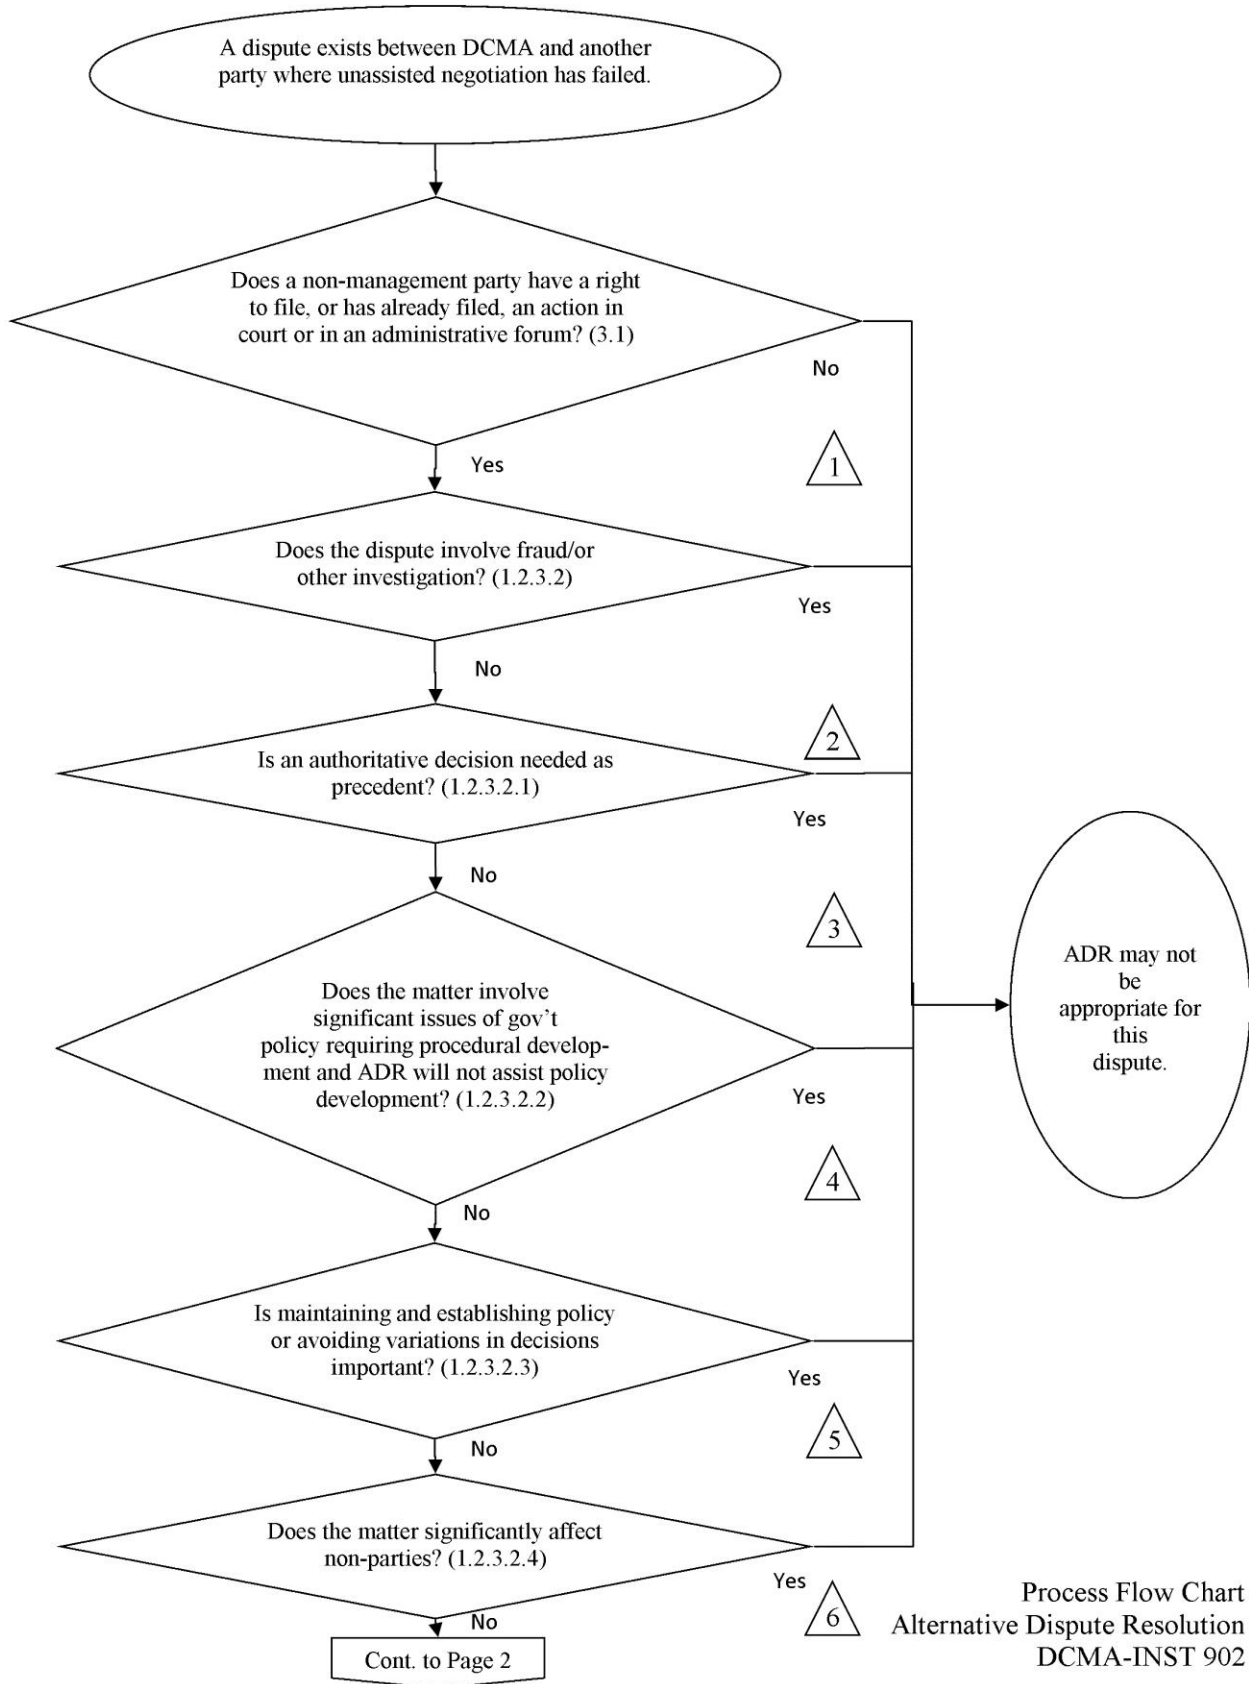 A dispute exists between DCMA and another
party where unassisted negotiation has failed.
Does a non-management party have a right
to file, or has already filed, an action in
court or in an administrative forum? (3.1)
No
1
Yes
Does the dispute involve fraud/or
other investigation? (1.2.3.2)
Yes
No
2
Is an authoritative decision needed as
precedent? (1.2.3.2.1)
Yes
No
3
Does the matter involve
significant issues of gov’t
policy requiring procedural develop-
ment and ADR will not assist policy
development? (1.2.3.2.2)
Yes
4
No
ADR may not
be
appropriate for
this
dispute.
Is maintaining and establishing policy
or avoiding variations in decisions
important? (1.2.3.2.3)
Yes
5
No
Does the matter significantly affect
non-parties? (1.2.3.2.4)
Yes
6
No
Cont. to Page 2
Process Flow Chart
Alternative Dispute Resolution
DCMA-INST 902